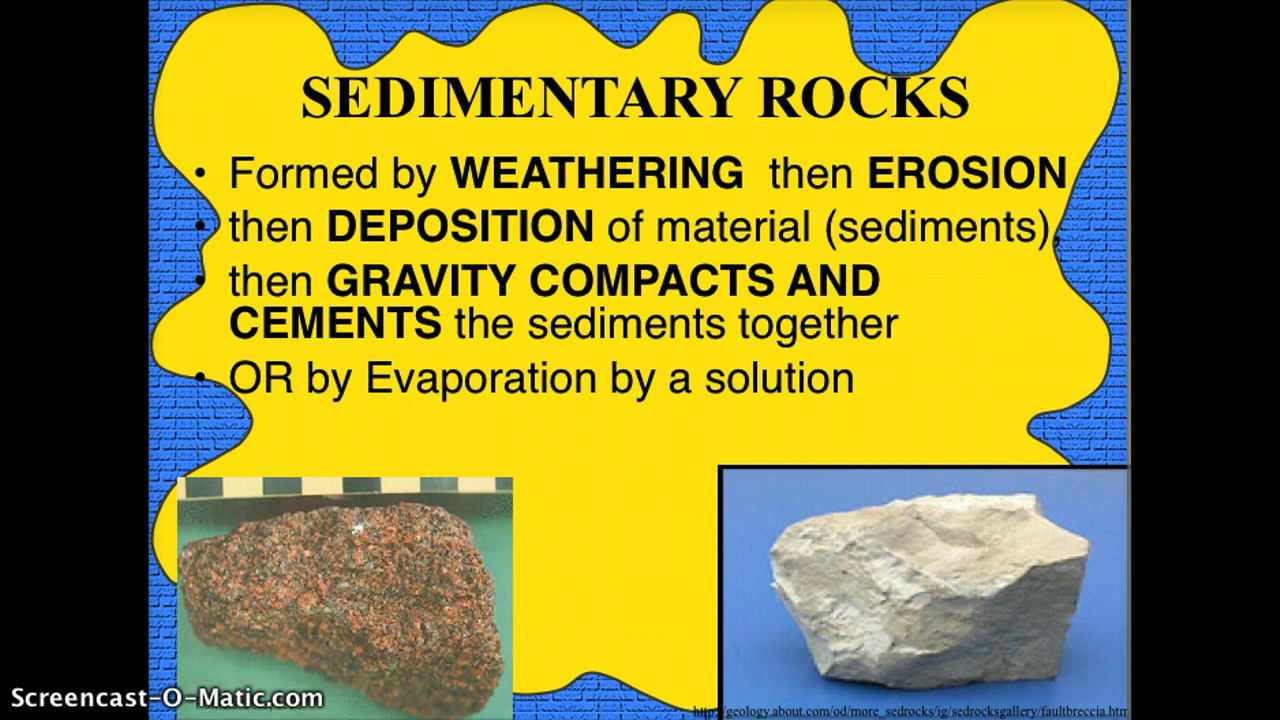 SEDIMENTARY ROCKS
• Formed by WEATHERING then EROSION
• then DEPOSITION of material (sediments),
• then GRAVITY COMPACTS AND
CEMENTS the sediments together
• OR by Evaporation by a solution
Screencast-O-Matic.com
http://geology.about.com/od/more_sedrocks/ig/sedrocksgallery/faultbreccia.htm